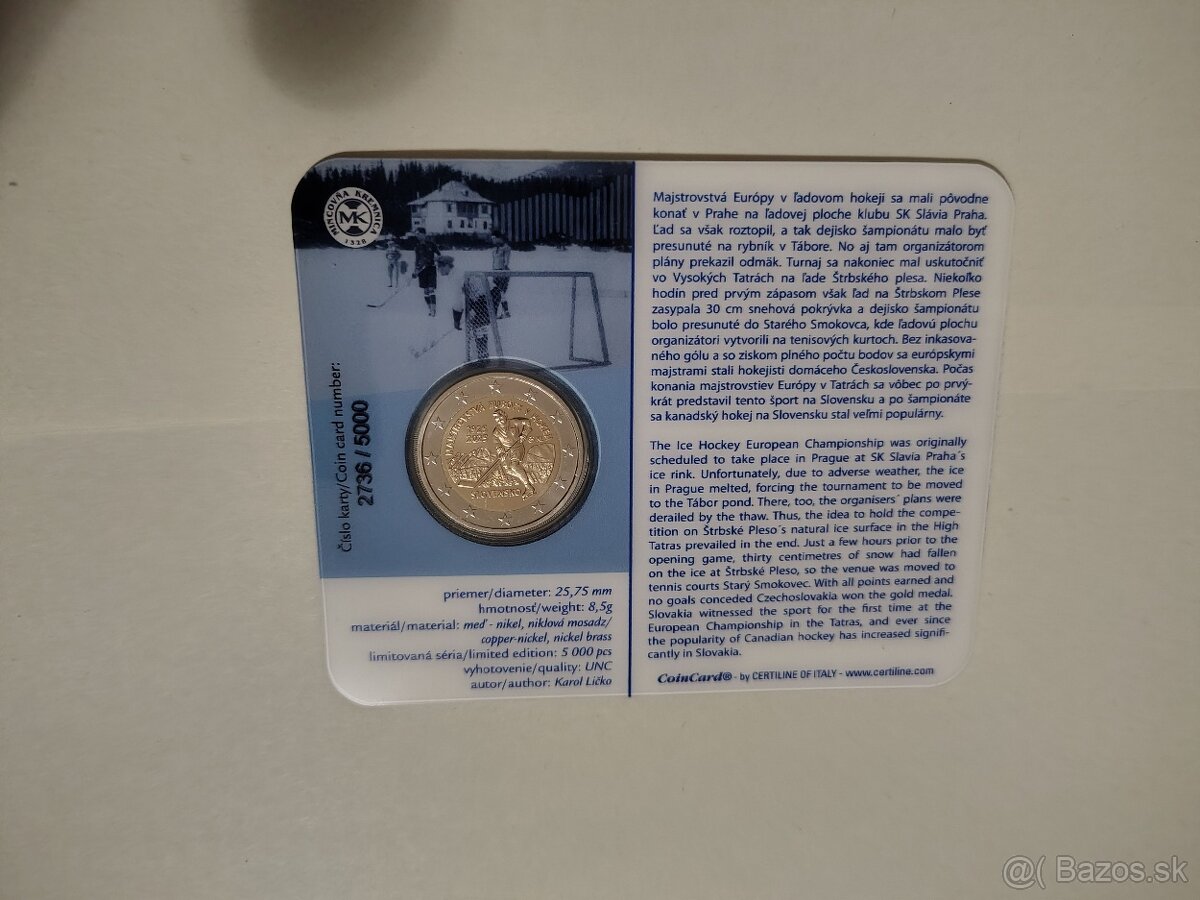 MINCOVŇA KREMNICA
MK
1328
Číslo karty/Coin card number:
2736 / 5000
1925
2025
SLOVENSKO
priemer/diameter: 25,75 mm
hmotnosť/weight: 8,5g
materiál/material: meď - nikel, niklová mosadz/
copper-nickel, nickel brass
limitovaná séria/limited edition: 5 000 pcs
vyhotovenie/quality: UNC
autor/author: Karol Ličko
Majstrovstvá Európy v ľadovom hokeji sa mali pôvodne
konať v Prahe na ľadovej ploche klubu SK Slávia Praha.
Ľad sa však roztopil, a tak dejisko šampionátu malo byť
presunuté na rybník v Tábore. No aj tam organizátorom
plány prekazil odmäk. Turnaj sa nakoniec mal uskutočniť
vo Vysokých Tatrách na ľade Štrbského plesa. Niekoľko
hodín pred prvým zápasom však ľad na Štrbskom Plese
zasypala 30 cm snehová pokrývka a dejisko šampionátu
bolo presunuté do Starého Smokovca, kde ľadovú plochu
organizátori vytvorili na tenisových kurtoch. Bez inkasova-
ného gólu a so ziskom plného počtu bodov sa európskymi
majstrami stali hokejisti domáceho Československa. Počas
konania majstrovstiev Európy v Tatrách sa vôbec po prvý-
krát predstavil tento šport na Slovensku a po šampionáte
sa kanadský hokej na Slovensku stal veľmi populárny.
The Ice Hockey European Championship was originally
scheduled to take place in Prague at SK Slavia Praha´s
ice rink. Unfortunately, due to adverse weather, the ice
in Prague melted, forcing the tournament to be moved
to the Tábor pond. There, too, the organisers´ plans were
derailed by the thaw. Thus, the idea to hold the compe-
tition on Štrbské Pleso´s natural ice surface in the High
Tatras prevailed in the end. Just a few hours prior to the
opening game, thirty centimetres of snow had fallen
on the ice at Štrbské Pleso, so the venue was moved to
tennis courts Starý Smokovec. With all points earned and
no goals conceded Czechoslovakia won the gold medal.
Slovakia witnessed the sport for the first time at the
European Championship in the Tatras, and ever since
the popularity of Canadian hockey has increased signifi-
cantly in Slovakia.
CoinCard® - by CERTILINE OF ITALY - www.certiline.com
@( Bazos.sk